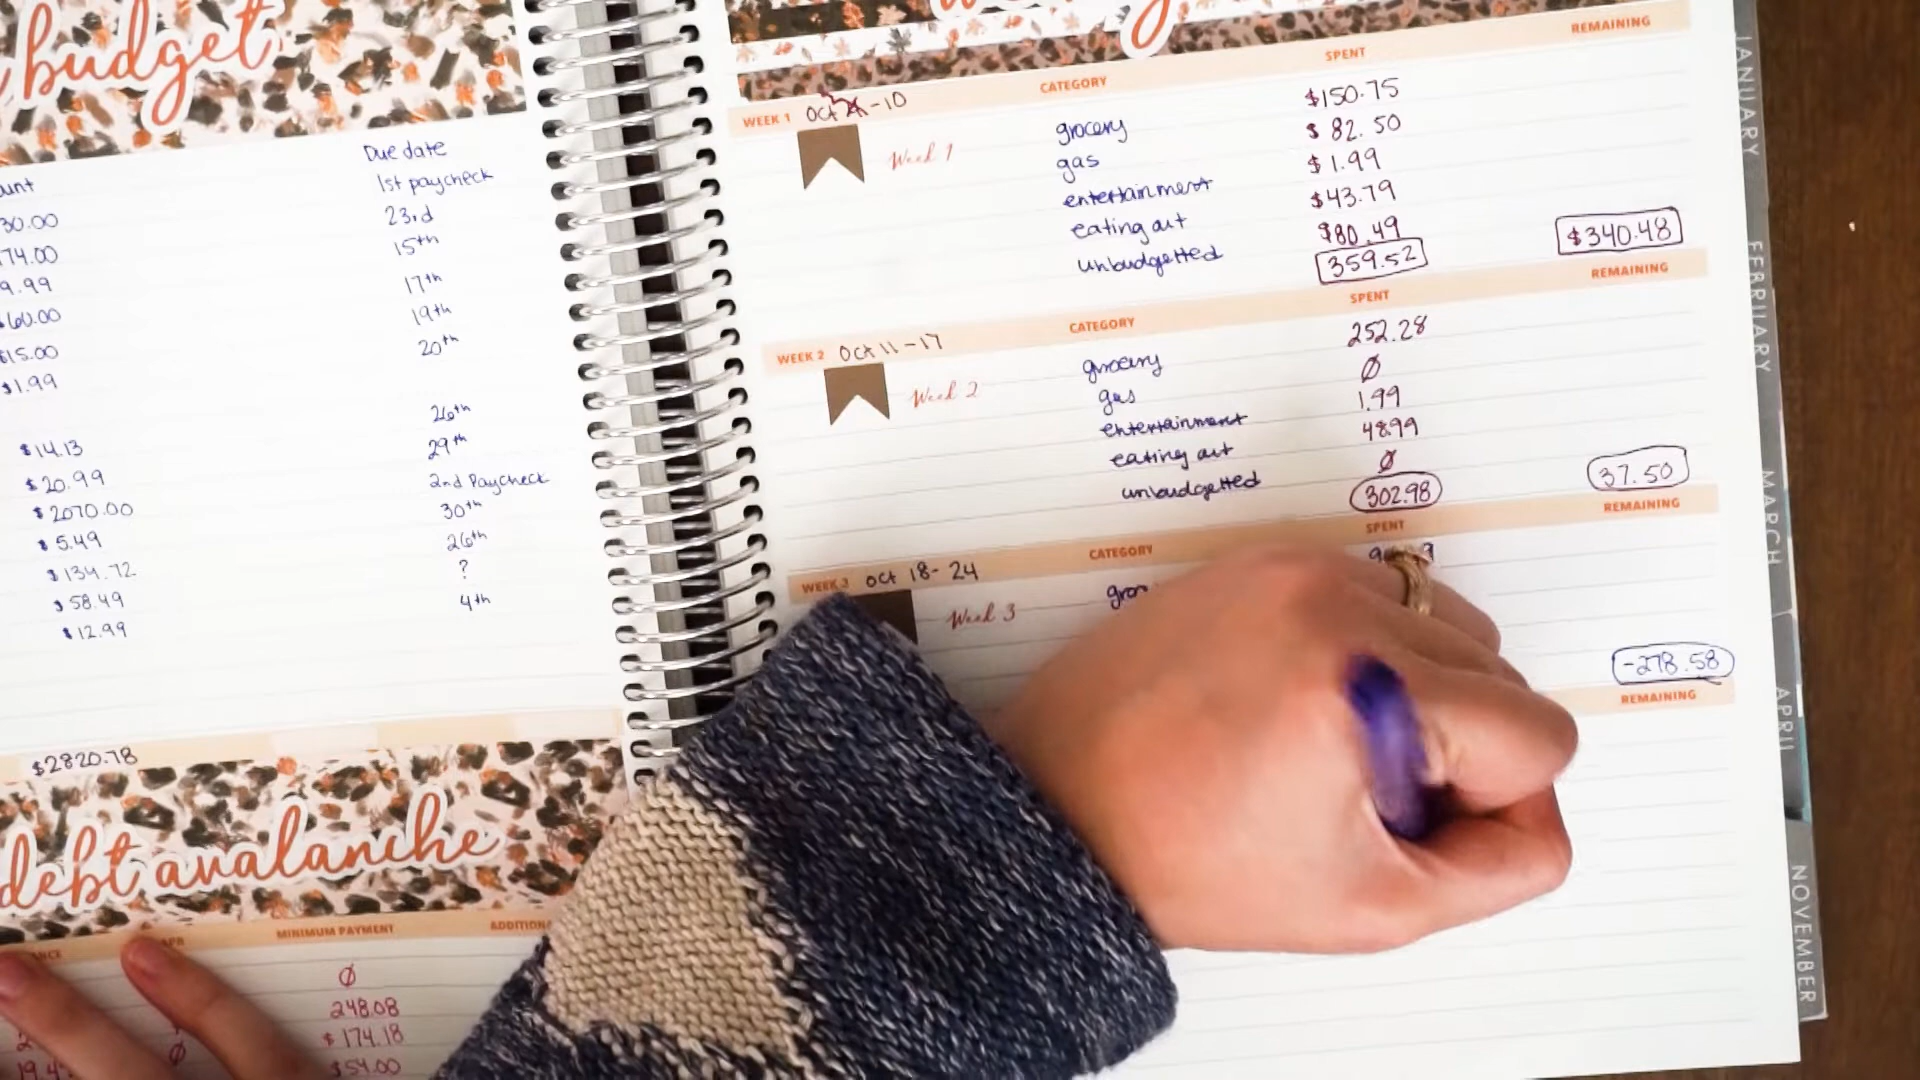 budget
Due date
1st paycheck
30.00 23rd
74.00 15th
9.99 17th
$60.00 19th
$15.00 20th
$1.99
26th
$14.13 29th
$20.99 2nd Paycheck
$2070.00 30th
$5.49 26th
$134.72 ?
$58.49 4th
$12.99
$2820.78
debt avalanche
APR MINIMUM PAYMENT
Ø
248.08
Ø $174.18
$54.00
WEEK 1 Oct -10 CATEGORY SPENT REMAINING
Week 1
grocery $150.75
gas $82.50
entertainment $1.99
eating out $43.79
unbudgetted $80.49
359.52 $340.48
WEEK 2 Oct 11-17 CATEGORY SPENT REMAINING
Week 2
grocery 252.28
gas Ø
entertainment 1.99
eating out 48.99
unbudgetted Ø
302.98 37.50
WEEK 3 Oct 18-24 CATEGORY SPENT REMAINING
Week 3
-278.58
REMAINING
JANUARY
FEBRUARY
MARCH
APRIL
NOVEMBER